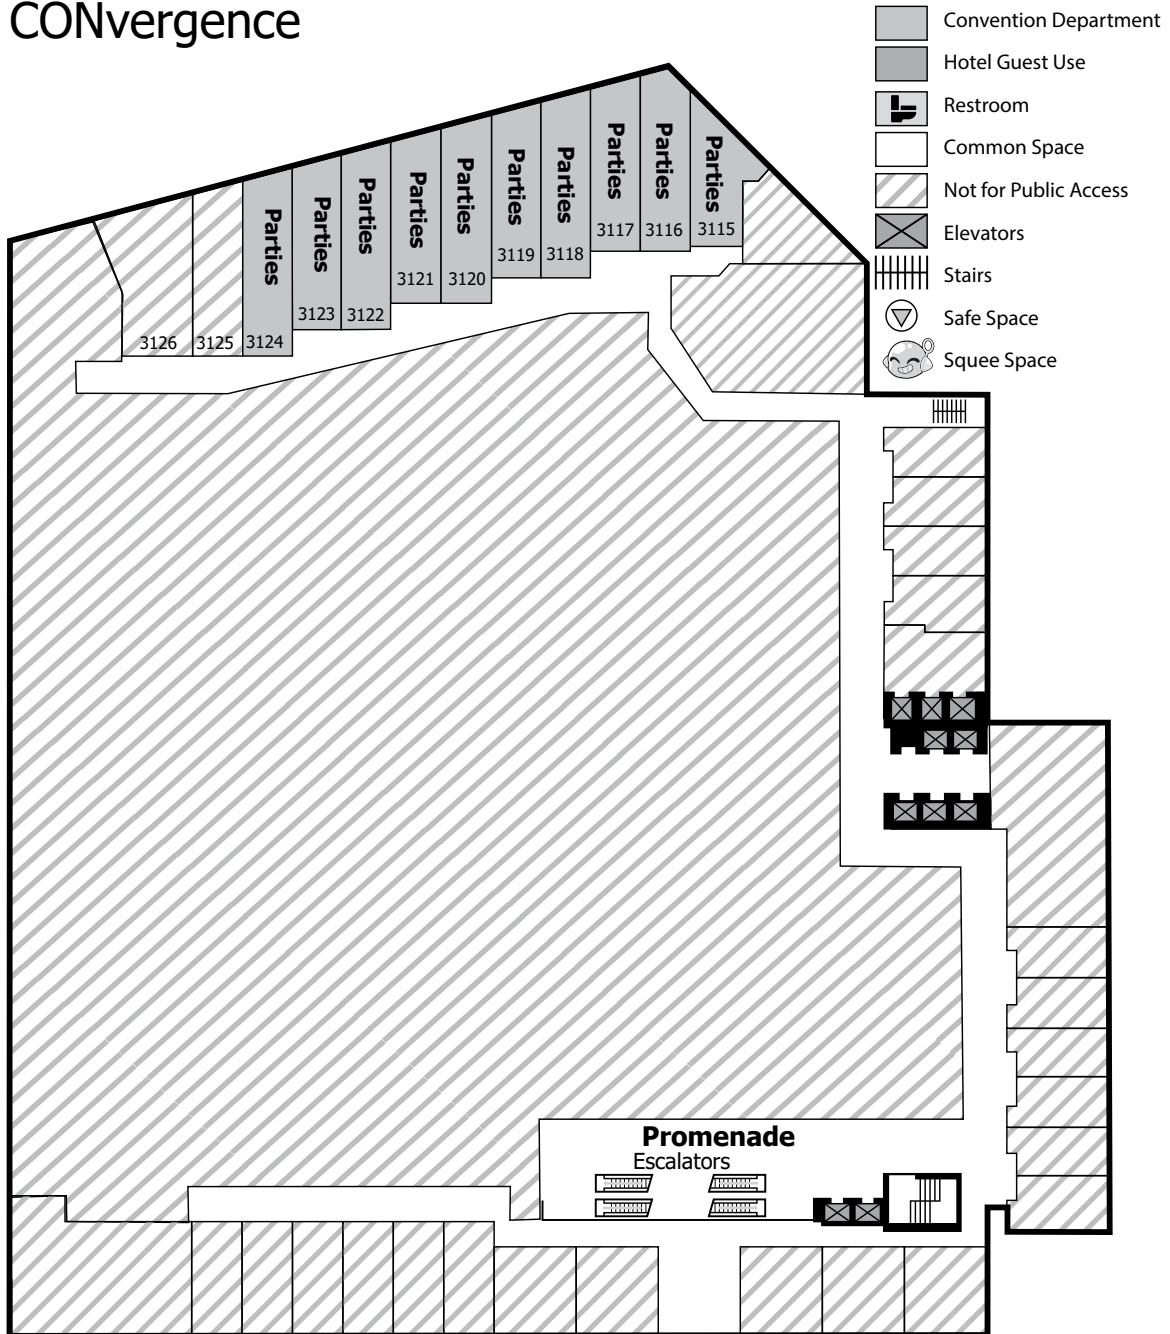 CONvergence
Convention Department
Hotel Guest Use
Restroom
Common Space
Not for Public Access
Elevators
Stairs
Safe Space
Squee Space
Parties
3126
3125
3124
Parties
3123
Parties
3122
Parties
3121
Parties
3120
Parties
3119
Parties
3118
Parties
3117
Parties
3116
Parties
3115
Promenade
Escalators